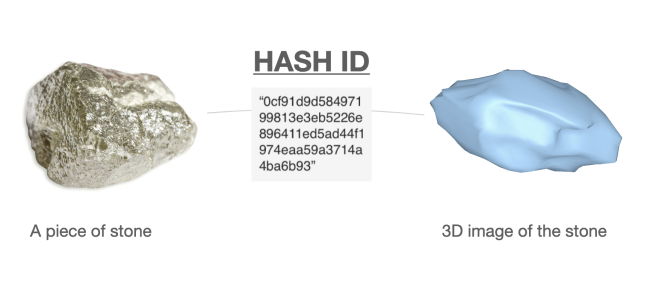 HASH ID
“0cf91d9d584971
99813e3eb5226e
896411ed5ad44f1
974eaa59a3714a
4ba6b93”
A piece of stone
3D image of the stone